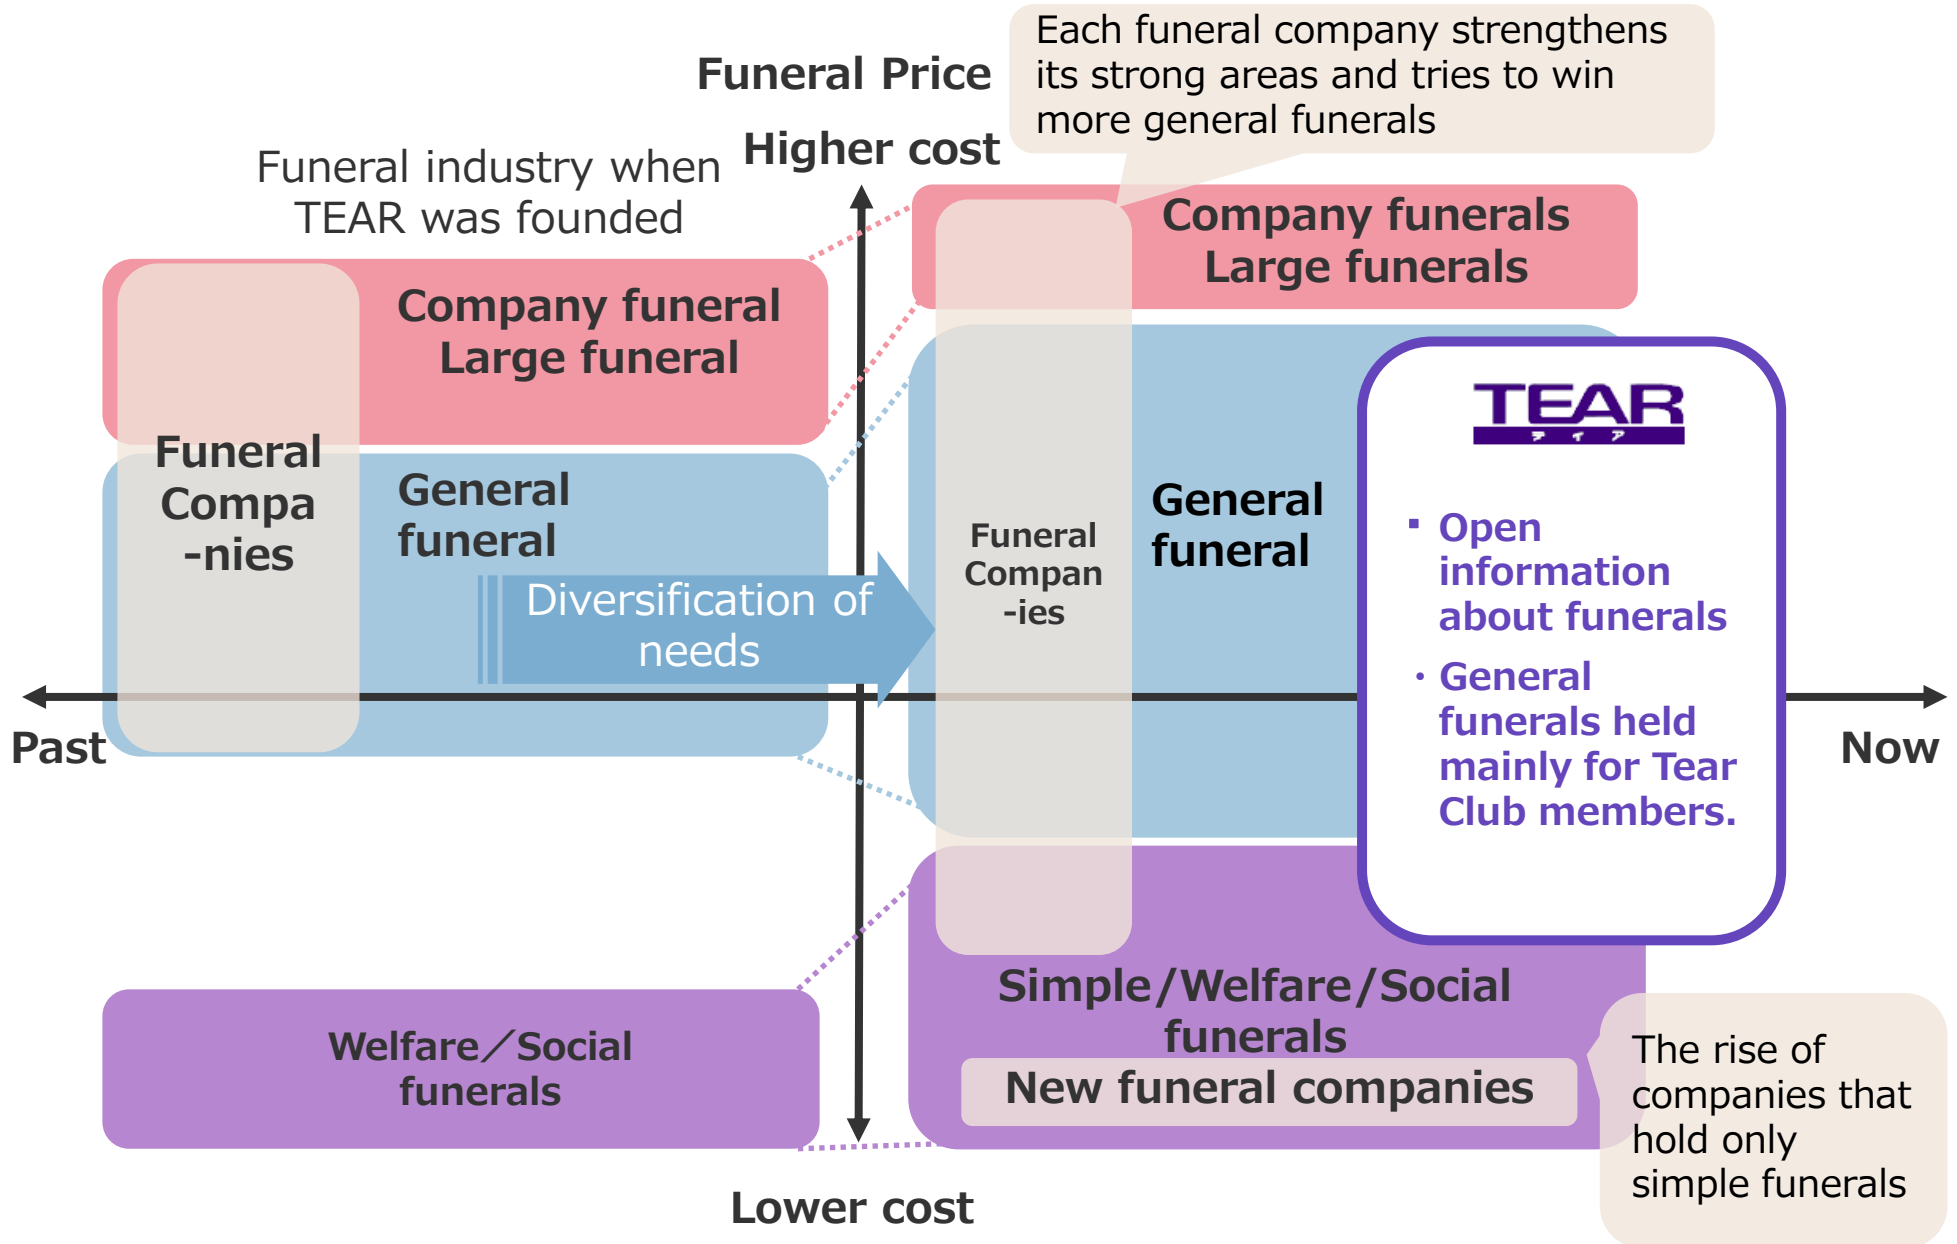 Funeral Price
Higher cost
Each funeral company strengthens
its strong areas and tries to win
more general funerals
Funeral industry when
TEAR was founded
Company funeral
Large funeral
Funeral
Compa
-nies
General
funeral
Diversification of
needs
Welfare／Social
funerals
Past
Company funerals
Large funerals
Funeral
Compan
-ies
General
funeral
TEAR
ティア
▪ Open
information
about funerals
・General
funerals held
mainly for Tear
Club members.
Now
Simple/Welfare/Social
funerals
New funeral companies
The rise of
companies that
hold only
simple funerals
Lower cost